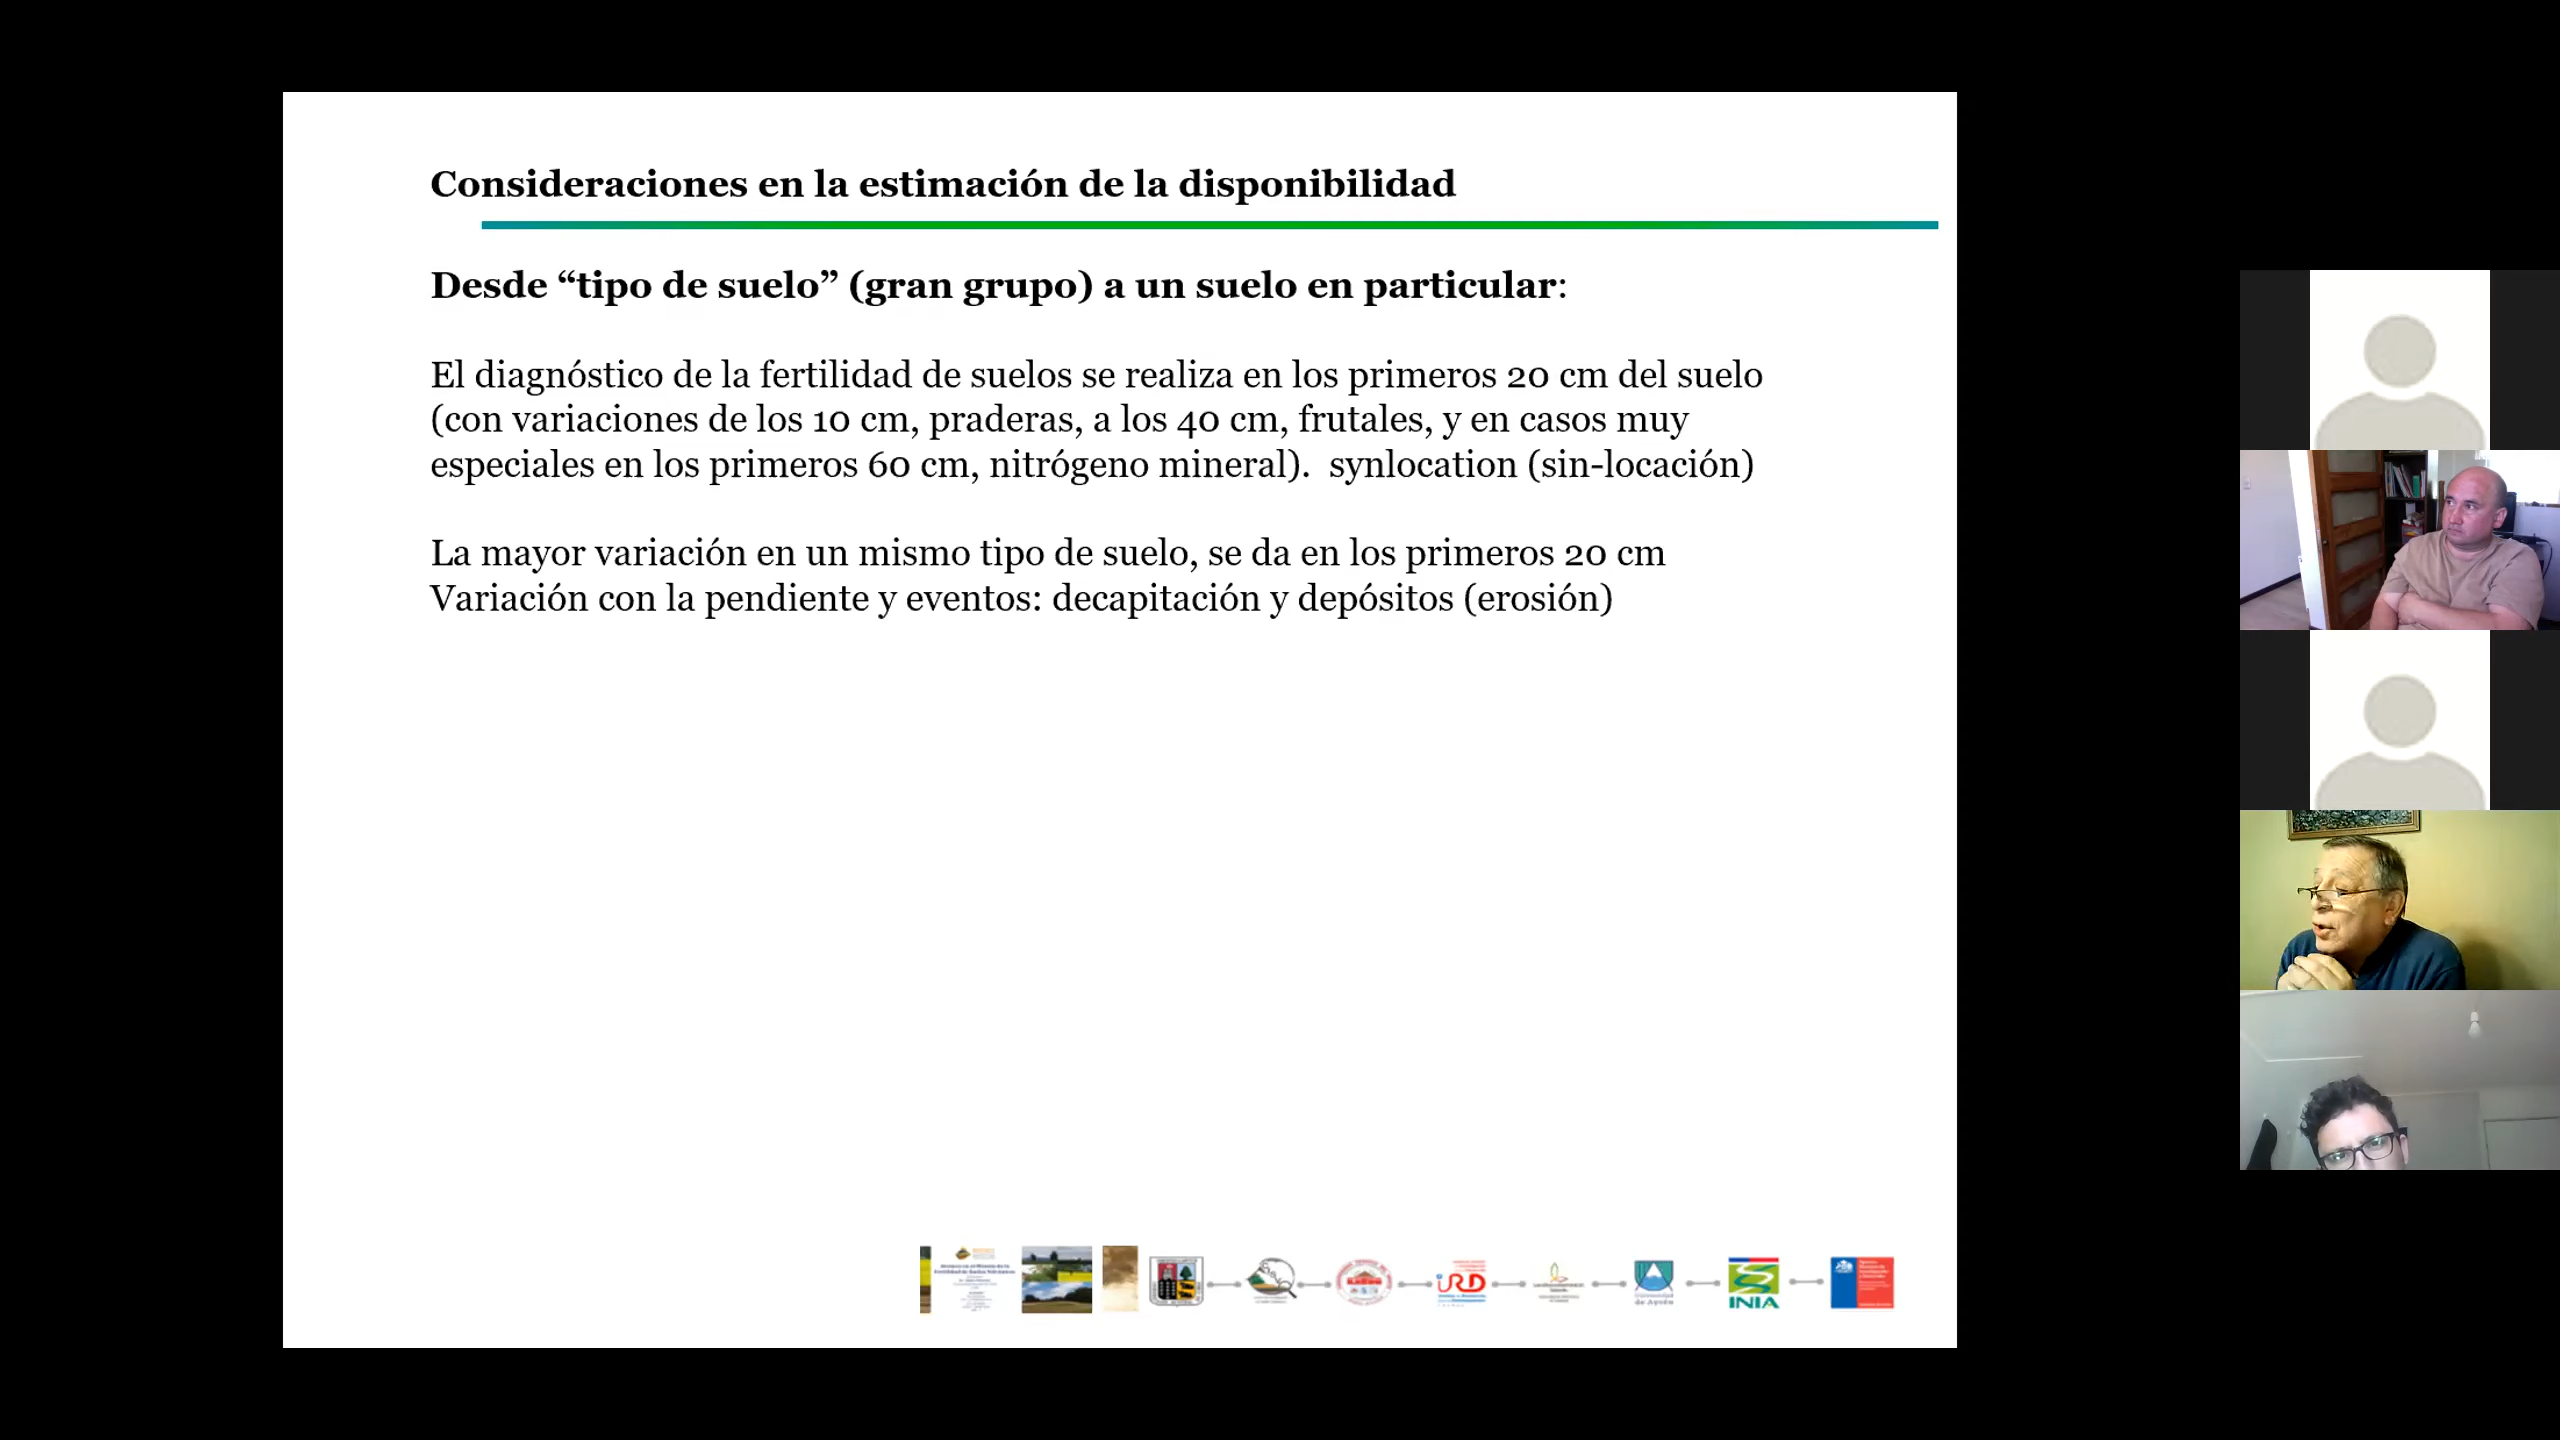 Consideraciones en la estimación de la disponibilidad
Desde “tipo de suelo” (gran grupo) a un suelo en particular:
El diagnóstico de la fertilidad de suelos se realiza en los primeros 20 cm del suelo
(con variaciones de los 10 cm, praderas, a los 40 cm, frutales, y en casos muy
especiales en los primeros 60 cm, nitrógeno mineral).  synlocation (sin-locación)
La mayor variación en un mismo tipo de suelo, se da en los primeros 20 cm
Variación con la pendiente y eventos: decapitación y depósitos (erosión)
Universidad
de Aysén
INIA